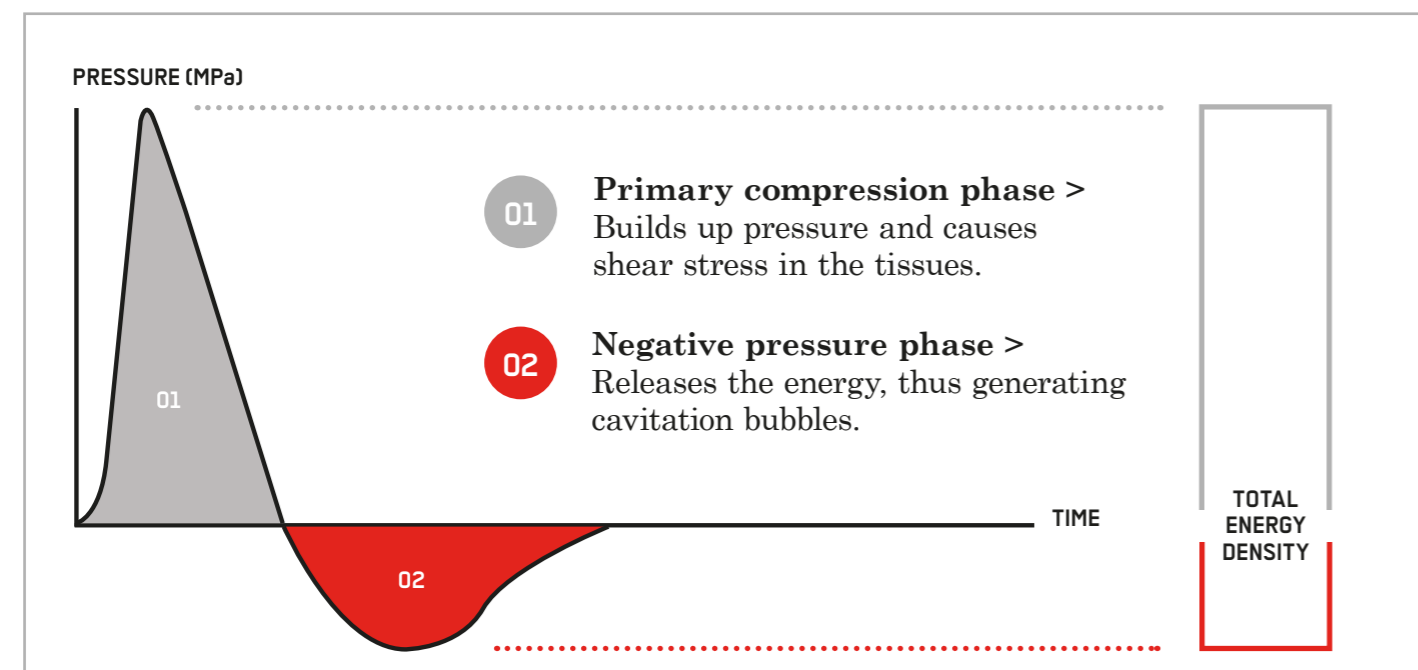 PRESSURE (MPa)
01
Primary compression phase >
Builds up pressure and causes
shear stress in the tissues.
02
Negative pressure phase >
Releases the energy, thus generating
cavitation bubbles.
01
02
TIME
TOTAL
ENERGY
DENSITY